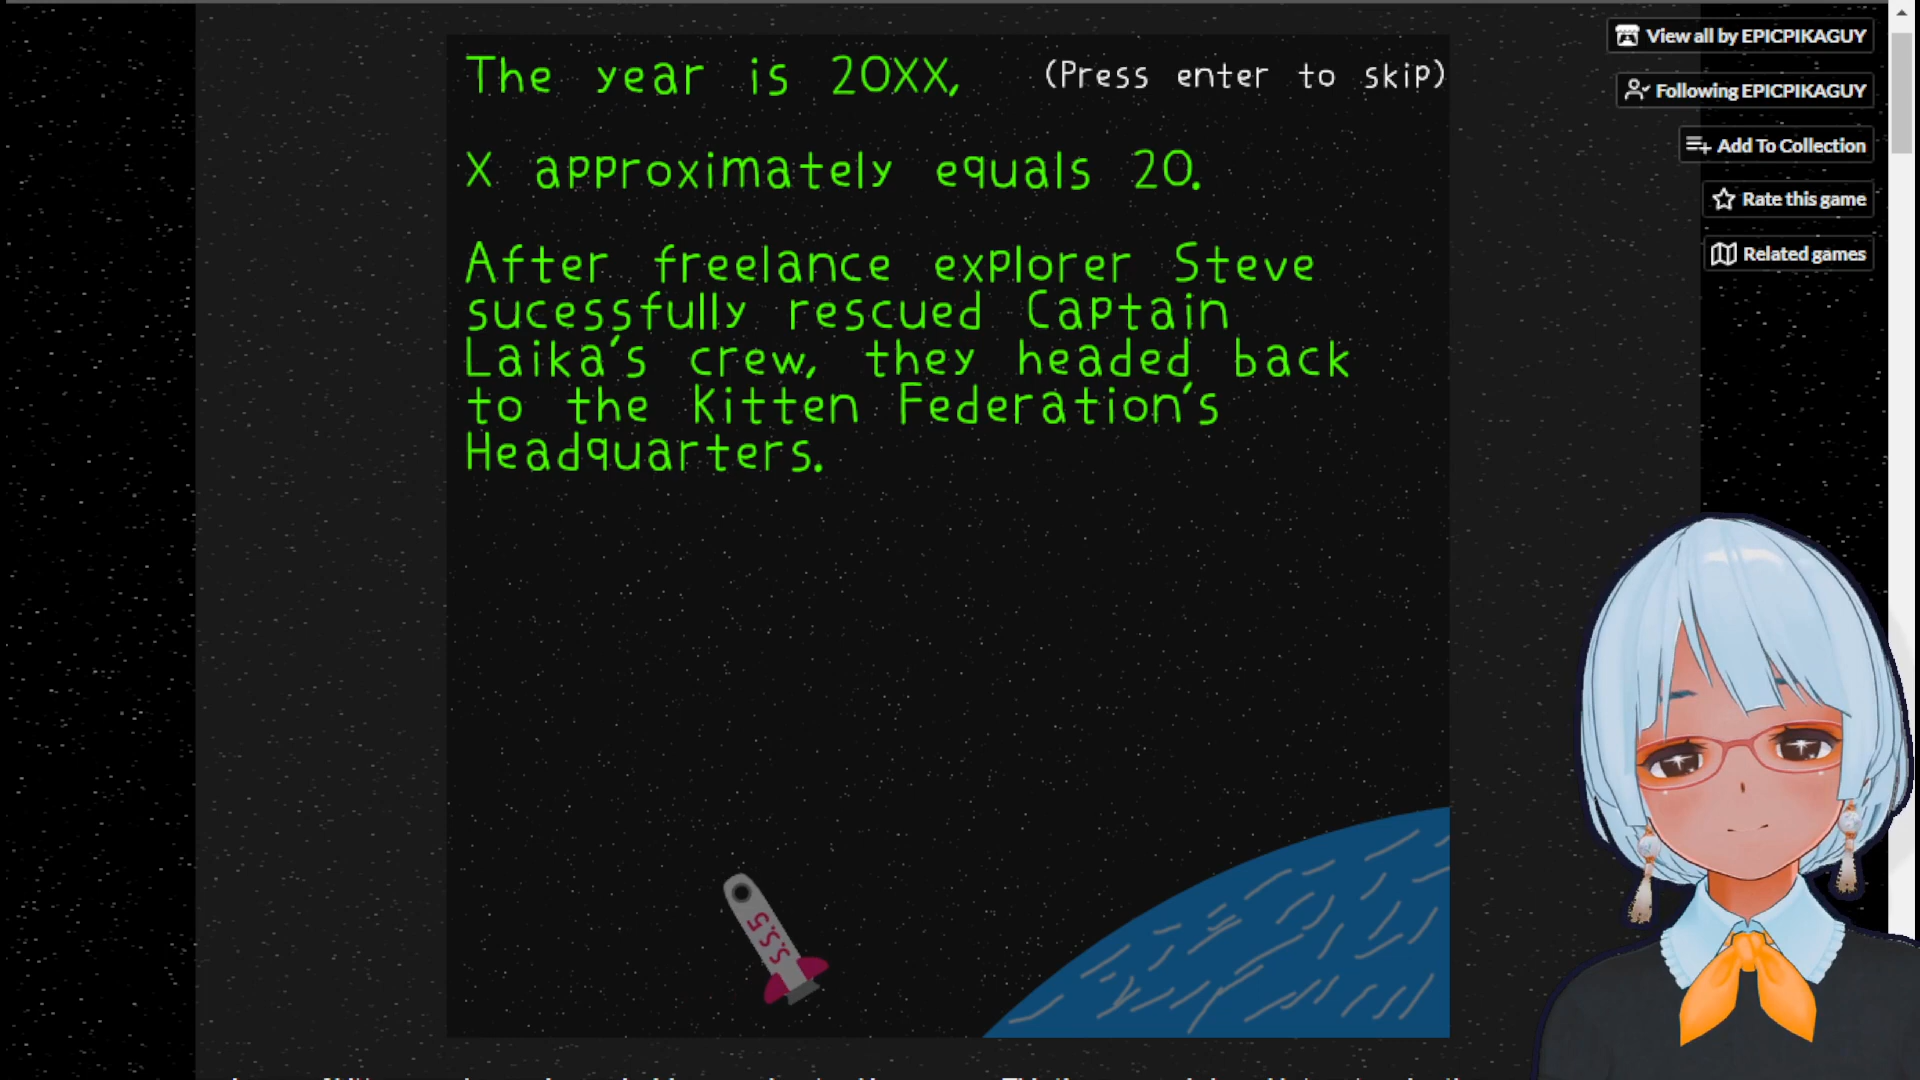 The year is 20XX, (Press enter to skip)
X approximately equals 20.
After freelance explorer Steve
sucessfully rescued Captain
Laika's crew, they headed back
to the Kitten Federation's
Headquarters.
View all by EPICPIKAGUY
Following EPICPIKAGUY
Add To Collection
Rate this game
Related games
S.S.5